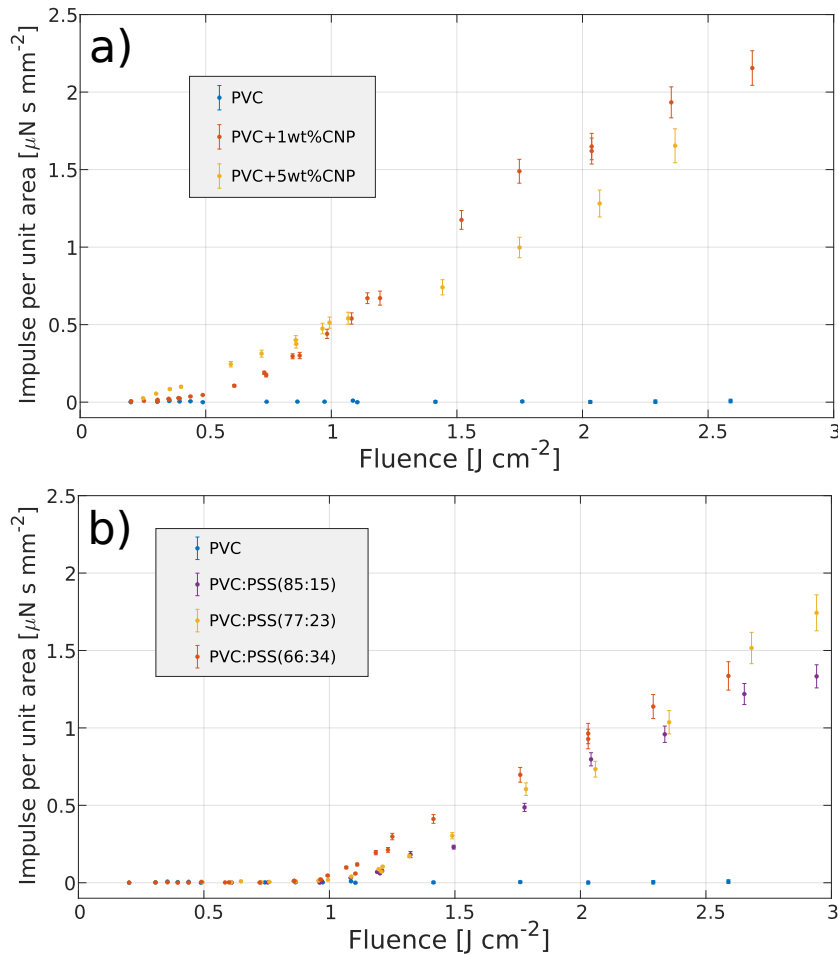 a)
2.5
2
1.5
1
0.5
0
Impulse per unit area [μN s mm⁻²]
PVC
PVC+1wt%CNP
PVC+5wt%CNP
0 0.5 1 1.5 2 2.5 3
Fluence [J cm⁻²]
b)
2.5
2
1.5
1
0.5
0
Impulse per unit area [μN s mm⁻²]
PVC
PVC:PSS(85:15)
PVC:PSS(77:23)
PVC:PSS(66:34)
0 0.5 1 1.5 2 2.5 3
Fluence [J cm⁻²]